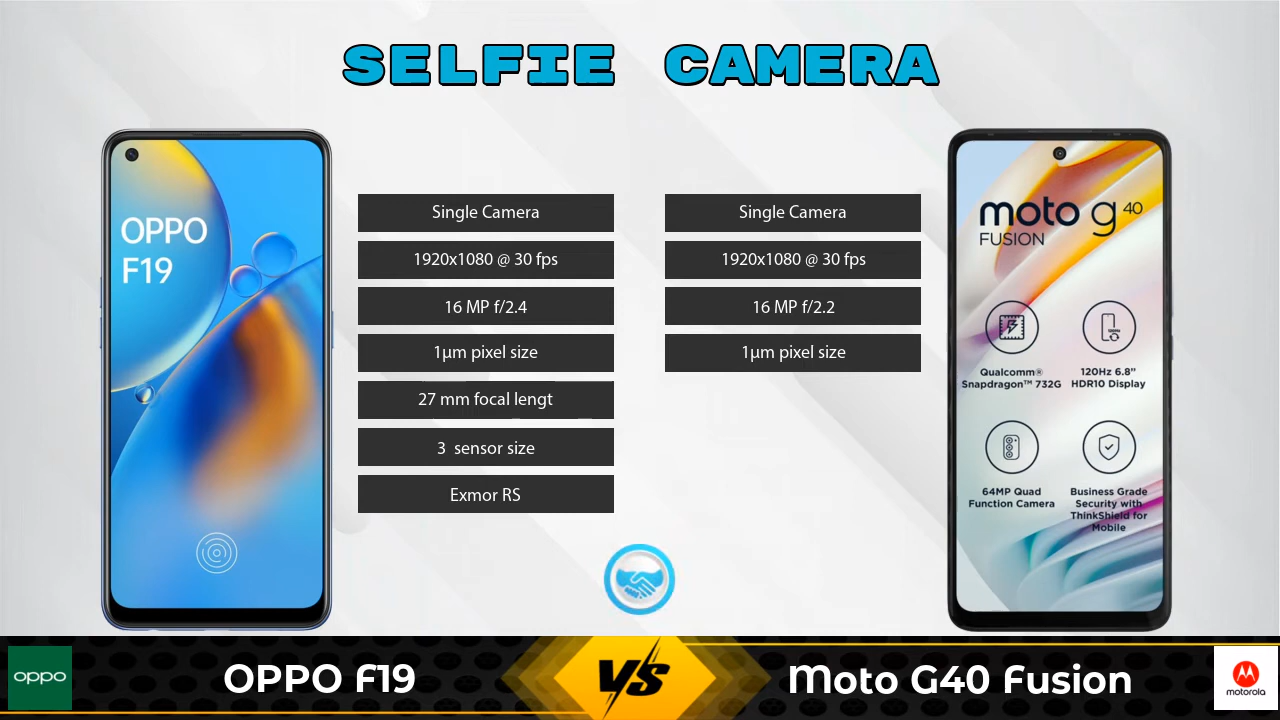 SELFIE CAMERA
OPPO
F19
Single Camera
1920x1080 @ 30 fps
16 MP f/2.4
1µm pixel size
27 mm focal lengt
3 sensor size
Exmor RS
Single Camera
1920x1080 @ 30 fps
16 MP f/2.2
1µm pixel size
moto g 40
FUSION
Qualcomm®
Snapdragon™ 732G
120Hz 6.8"
HDR10 Display
64MP Quad
Function Camera
Business Grade
Security with
ThinkShield for
Mobile
oppo
OPPO F19
VS
Moto G40 Fusion
motorola